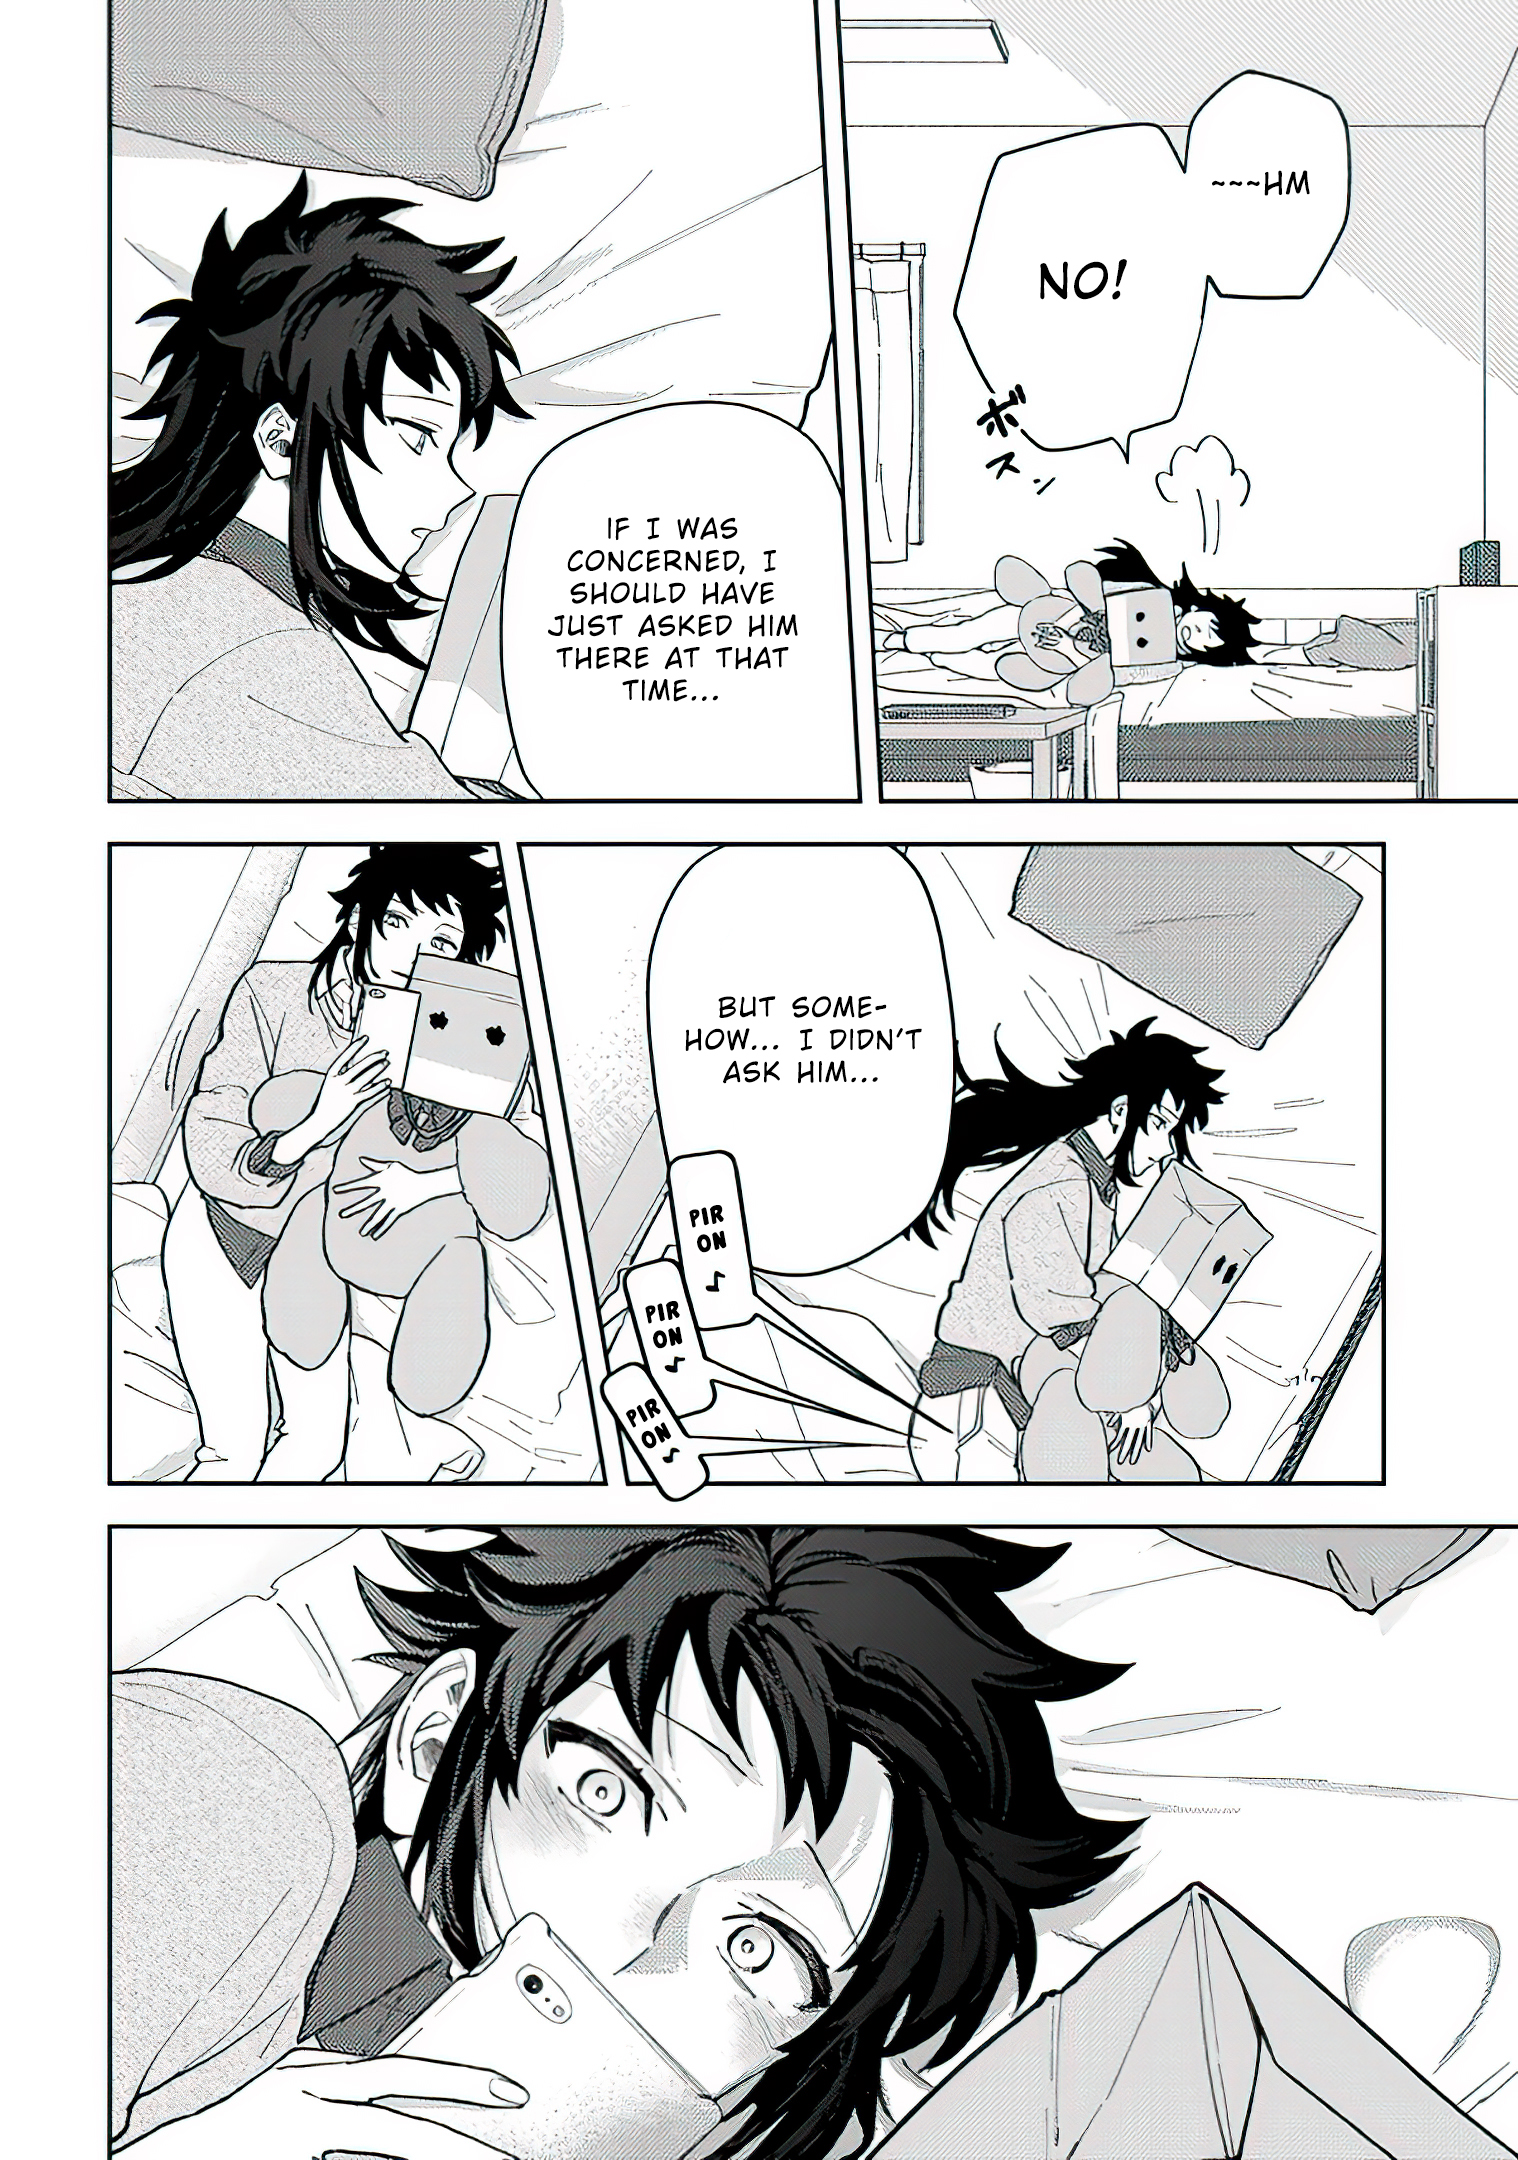 ~~~HM
NO!
ボスン
IF I WAS
CONCERNED, I
SHOULD HAVE
JUST ASKED HIM
THERE AT THAT
TIME...
BUT SOME-
HOW... I DIDN'T
ASK HIM...
PIR
ON
♪
PIR
ON
♪
PIR
ON♪